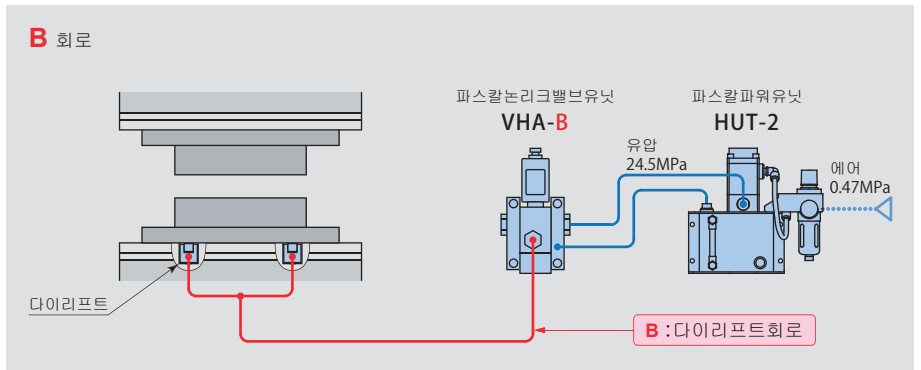 B 회로
파스칼논리크밸브유닛
VHA-B
파스칼파워유닛
HUT-2
유압
24.5MPa
에어
0.47MPa
다이리프트
B :다이리프트회로